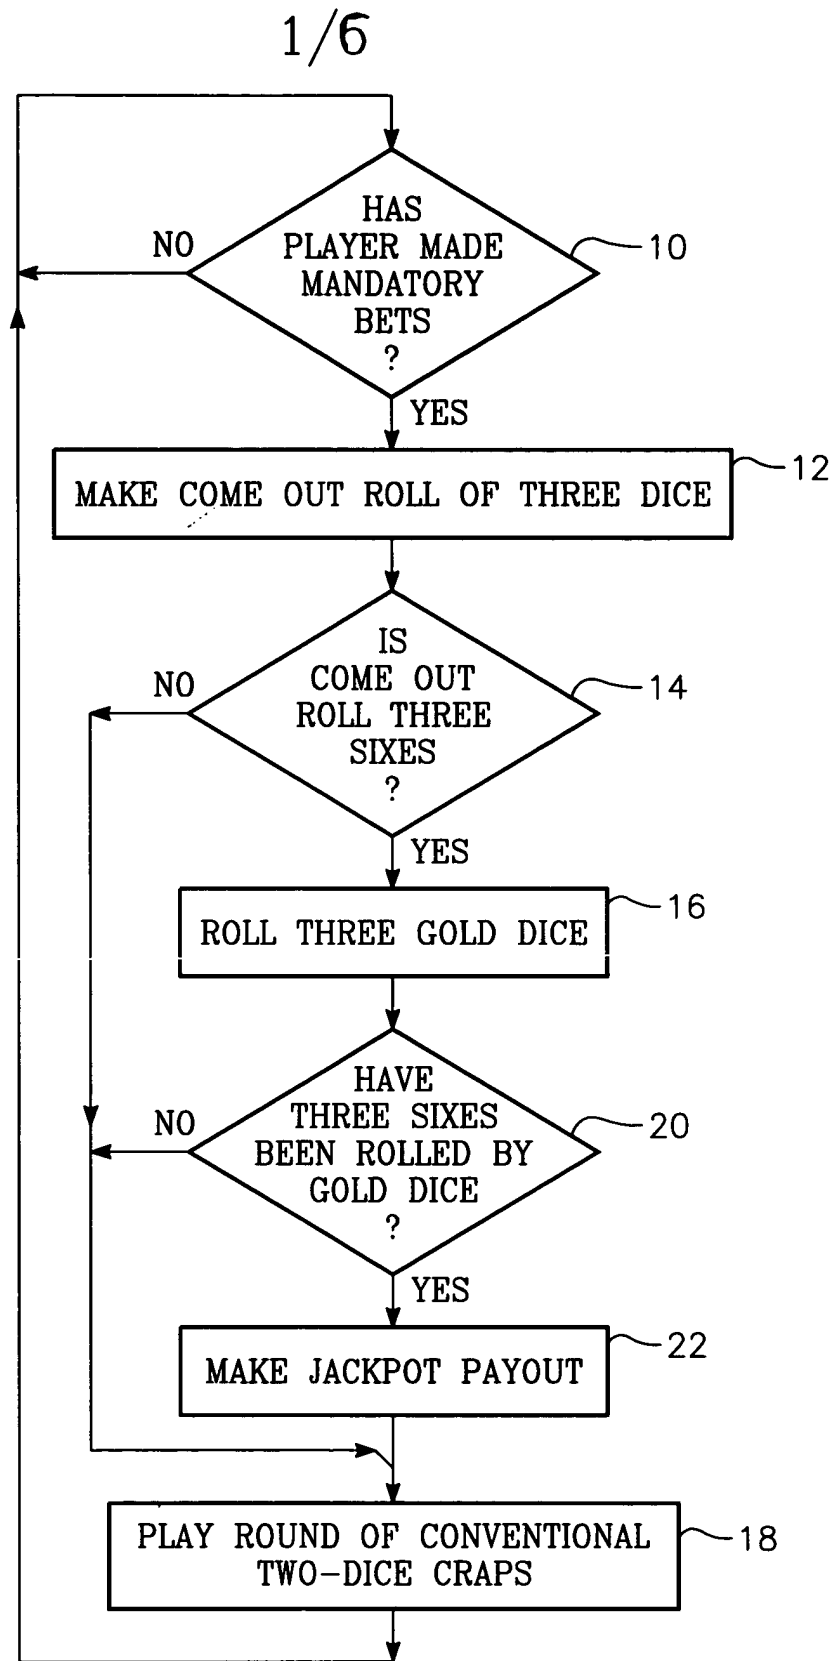 1/6
HAS
PLAYER MADE
MANDATORY
BETS
?
10
NO
YES
MAKE COME OUT ROLL OF THREE DICE
12
IS
COME OUT
ROLL THREE
SIXES
?
14
NO
YES
ROLL THREE GOLD DICE
16
HAVE
THREE SIXES
BEEN ROLLED BY
GOLD DICE
?
20
NO
YES
MAKE JACKPOT PAYOUT
22
PLAY ROUND OF CONVENTIONAL
TWO-DICE CRAPS
18